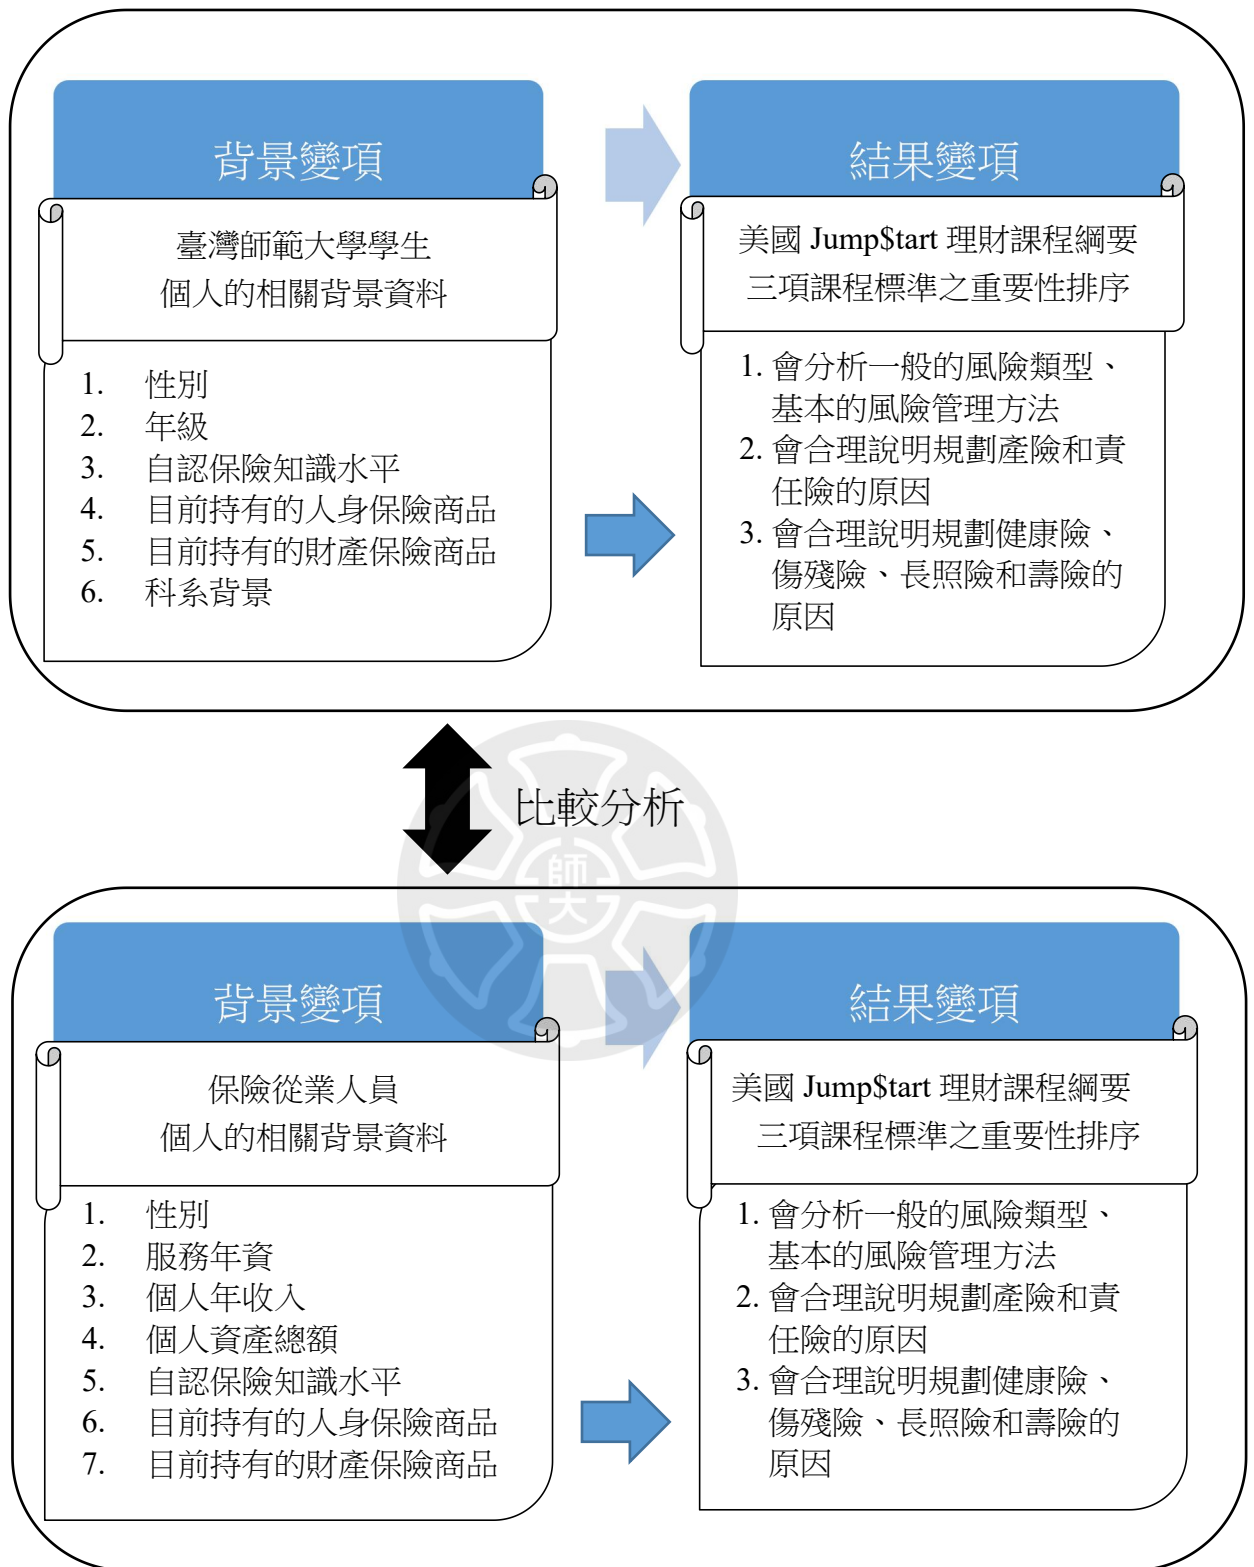 背景變項
臺灣師範大學學生
個人的相關背景資料
1. 性別
2. 年級
3. 自認保險知識水平
4. 目前持有的人身保險商品
5. 目前持有的財產保險商品
6. 科系背景
結果變項
美國 Jump$tart 理財課程綱要
三項課程標準之重要性排序
1. 會分析一般的風險類型、
基本的風險管理方法
2. 會合理說明規劃產險和責
任險的原因
3. 會合理說明規劃健康險、
傷殘險、長照險和壽險的
原因
比較分析
師大
背景變項
保險從業人員
個人的相關背景資料
1. 性別
2. 服務年資
3. 個人年收入
4. 個人資產總額
5. 自認保險知識水平
6. 目前持有的人身保險商品
7. 目前持有的財產保險商品
結果變項
美國 Jump$tart 理財課程綱要
三項課程標準之重要性排序
1. 會分析一般的風險類型、
基本的風險管理方法
2. 會合理說明規劃產險和責
任險的原因
3. 會合理說明規劃健康險、
傷殘險、長照險和壽險的
原因